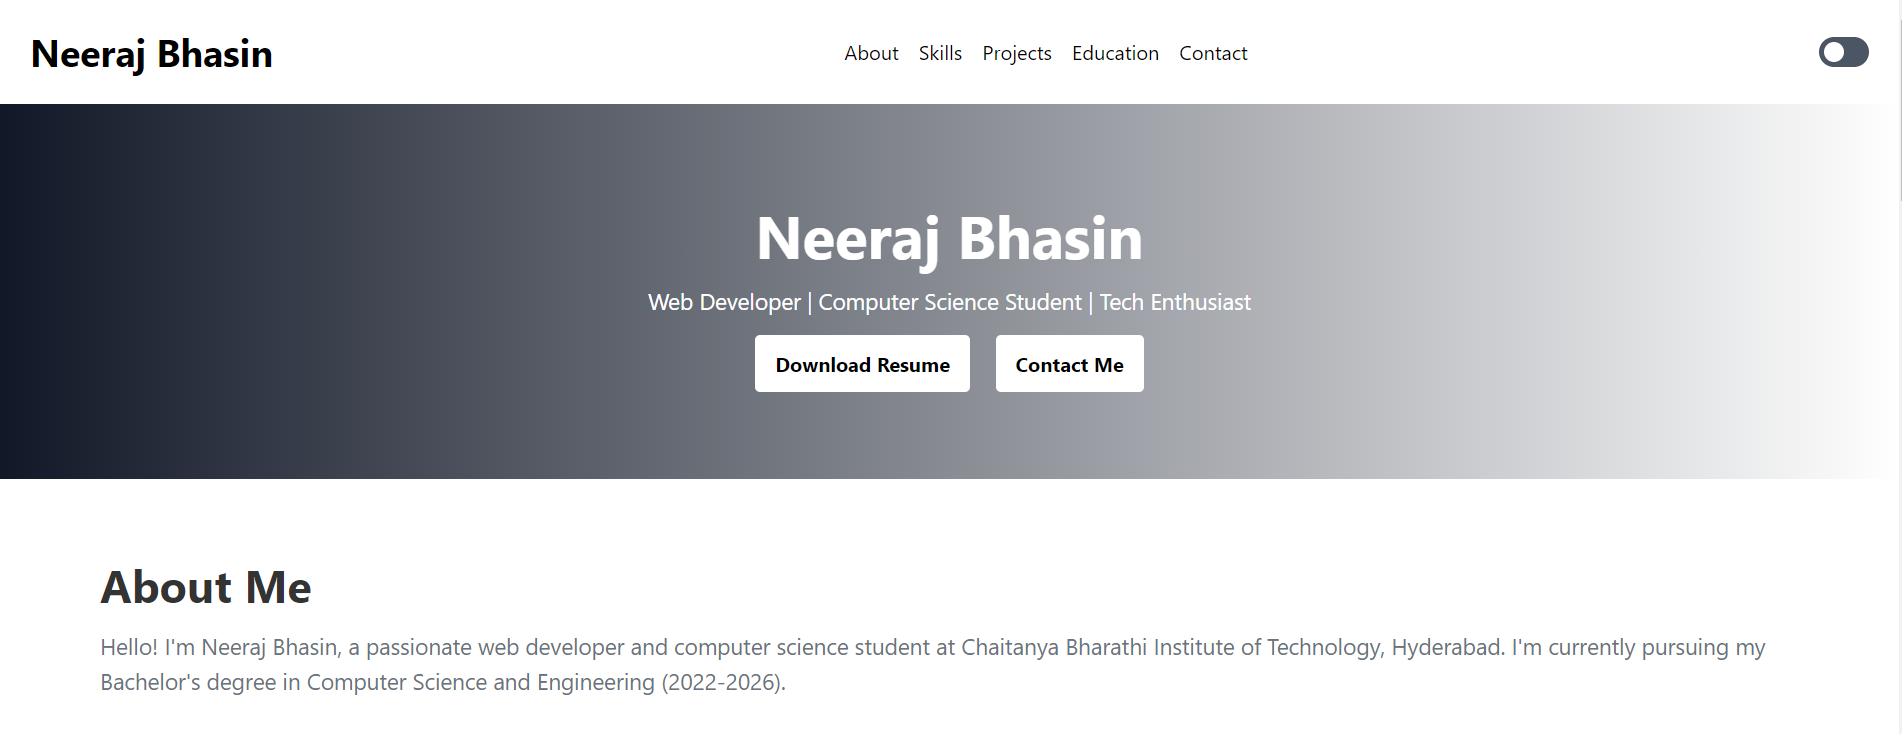 Neeraj Bhasin
About Skills Projects Education Contact
Neeraj Bhasin
Web Developer | Computer Science Student | Tech Enthusiast
Download Resume Contact Me
About Me
Hello! I'm Neeraj Bhasin, a passionate web developer and computer science student at Chaitanya Bharathi Institute of Technology, Hyderabad. I'm currently pursuing my
Bachelor's degree in Computer Science and Engineering (2022-2026).